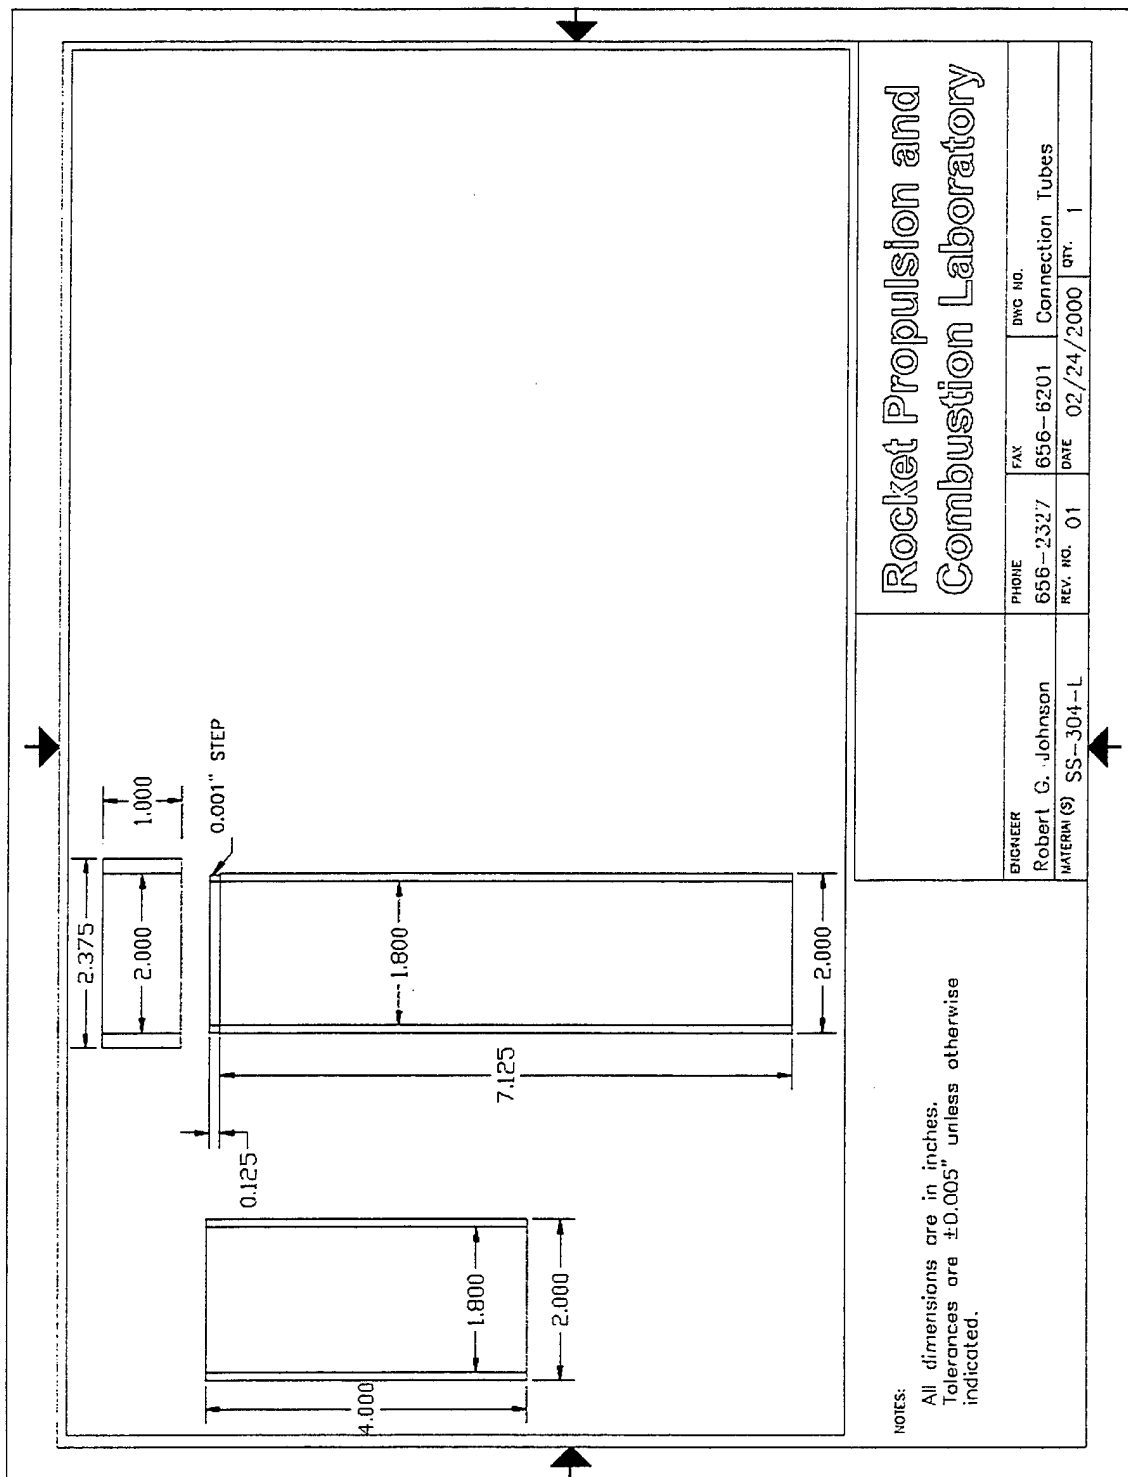 2.375
2.000
1.000
0.001" STEP
1.800
2.000
7.125
0.125
1.800
2.000
4.000
NOTES:
All dimensions are in inches.
Tolerances are ±0.005" unless otherwise
indicated.
Rocket Propulsion and
Combustion Laboratory
ENGINEER
Robert G. Johnson
PHONE
656-2327
FAX
656-6201
DWG NO.
Connection Tubes
MATERIAL(S) SS-304-L
REV. NO. 01
DATE 02/24/2000
QTY. 1